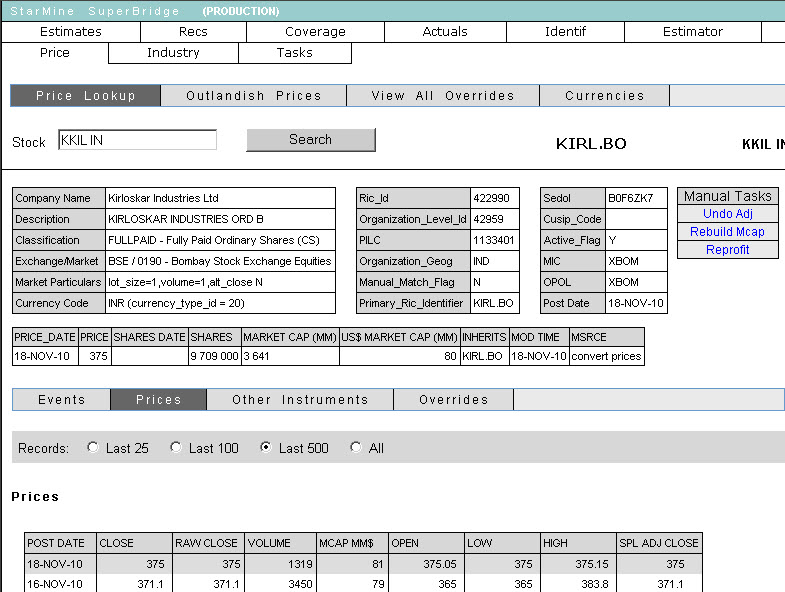 StarMine SuperBridge (PRODUCTION)
Estimates Recs Coverage Actuals Identif Estimator
Price Industry Tasks
Price Lookup Outlandish Prices View All Overrides Currencies
Stock KKIL IN Search KIRL.BO KKIL IN
Company Name Kirloskar Industries Ltd Ric_Id 422990 Sedol B0F6ZK7 Manual Tasks
Description KIRLOSKAR INDUSTRIES ORD B Organization_Level_Id 42959 Cusip_Code Undo Adj
Classification FULLPAID - Fully Paid Ordinary Shares (CS) PILC 1133401 Active_Flag Y Rebuild Mcap
Exchange/Market BSE / 0190 - Bombay Stock Exchange Equities Organization_Geog IND MIC XBOM Reprofit
Market Particulars lot_size=1,volume=1,alt_close N Manual_Match_Flag N OPOL XBOM
Currency Code INR (currency_type_id = 20) Primary_Ric_Identifier KIRL.BO Post Date 18-NOV-10
PRICE_DATE PRICE SHARES DATE SHARES MARKET CAP (MM) US$ MARKET CAP (MM) INHERITS MOD TIME MSRCE
18-NOV-10 375 9 709 000 3 641 80 KIRL.BO 18-NOV-10 convert prices
Events Prices Other Instruments Overrides
Records: Last 25 Last 100 Last 500 All
Prices
POST DATE CLOSE RAW CLOSE VOLUME MCAP MM$ OPEN LOW HIGH SPL ADJ CLOSE
18-NOV-10 375 375 1319 81 375.05 375 375.15 375
16-NOV-10 371.1 371.1 3450 79 365 365 383.8 371.1